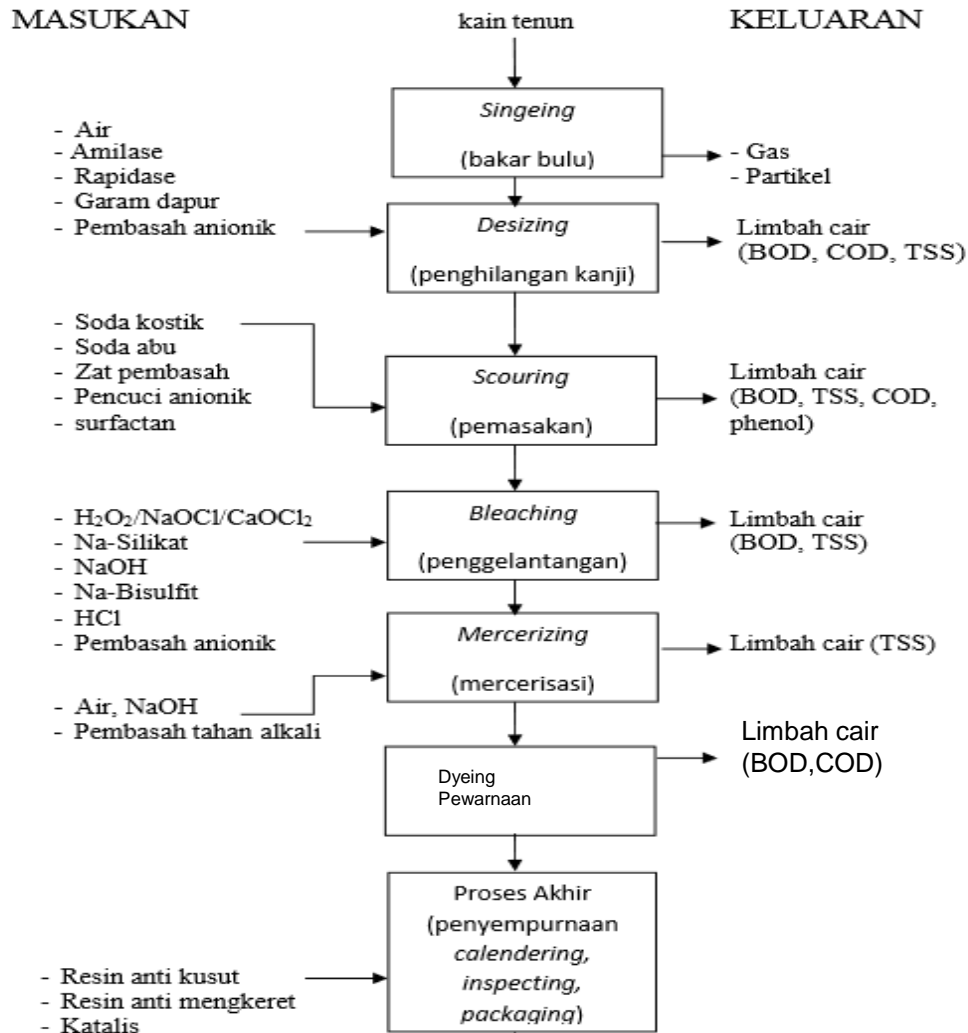 MASUKAN
kain tenun
KELUARAN
Singeing
(bakar bulu)
- Gas
- Partikel
- Air
- Amilase
- Rapidase
- Garam dapur
- Pembasah anionik
Desizing
(penghilangan kanji)
Limbah cair
(BOD, COD, TSS)
- Soda kostik
- Soda abu
- Zat pembasah
- Pencuci anionik
- surfactan
Scouring
(pemasakan)
Limbah cair
(BOD, TSS, COD,
phenol)
- H₂O₂/NaOCl/CaOCl₂
- Na-Silikat
- NaOH
- Na-Bisulfit
- HCl
- Pembasah anionik
Bleaching
(penggelantangan)
Limbah cair
(BOD, TSS)
Mercerizing
(mercerisasi)
Limbah cair (TSS)
- Air, NaOH
- Pembasah tahan alkali
Dyeing
Pewarnaan
Limbah cair
(BOD,COD)
Proses Akhir
(penyempurnaan
calendering,
inspecting,
packaging)
- Resin anti kusut
- Resin anti mengkeret
- Katalis